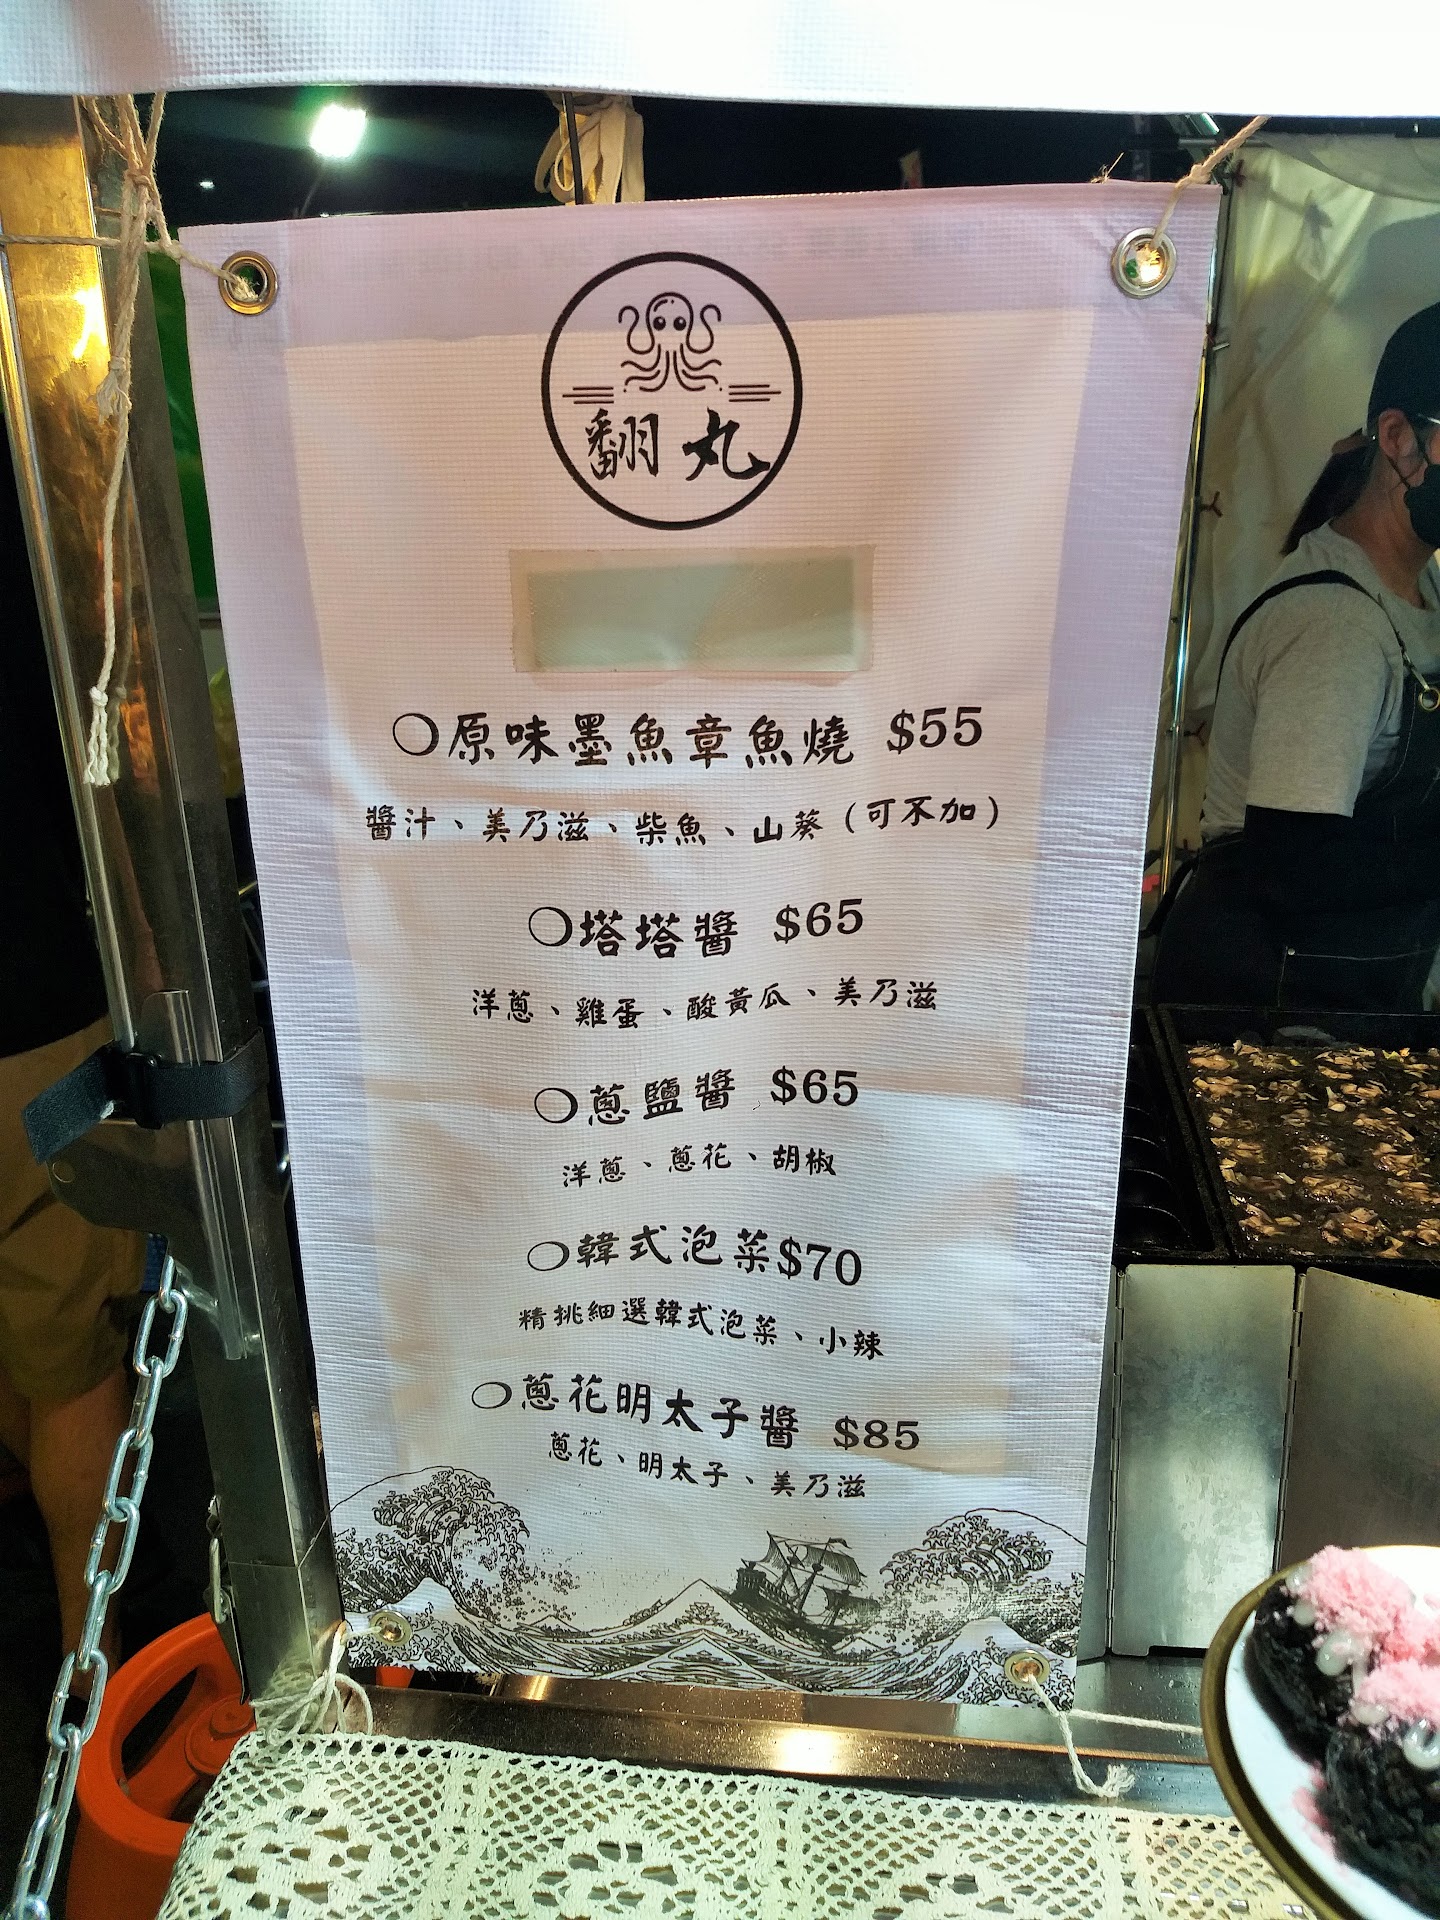 翻丸
○原味墨魚章魚燒 $55
醬汁、美乃滋、柴魚、山葵(可不加)
○塔塔醬 $65
洋蔥、雞蛋、酸黃瓜、美乃滋
○蔥鹽醬 $65
洋蔥、蔥花、胡椒
○韓式泡菜$70
精挑細選韓式泡菜、小辣
○蔥花明太子醬 $85
蔥花、明太子、美乃滋